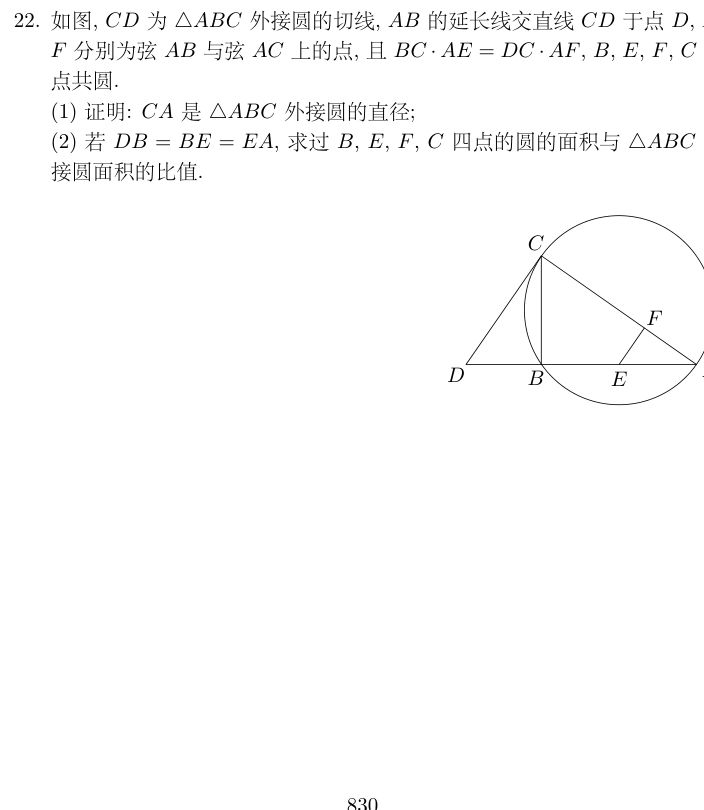 22. 如图, CD 为 △ABC 外接圆的切线, AB 的延长线交直线 CD 于点 D,
F 分别为弦 AB 与弦 AC 上的点, 且 BC · AE = DC · AF, B, E, F, C
点共圆.
(1) 证明: CA 是 △ABC 外接圆的直径;
(2) 若 DB = BE = EA, 求过 B, E, F, C 四点的圆的面积与 △ABC
接圆面积的比值.
C
F
D B E
830